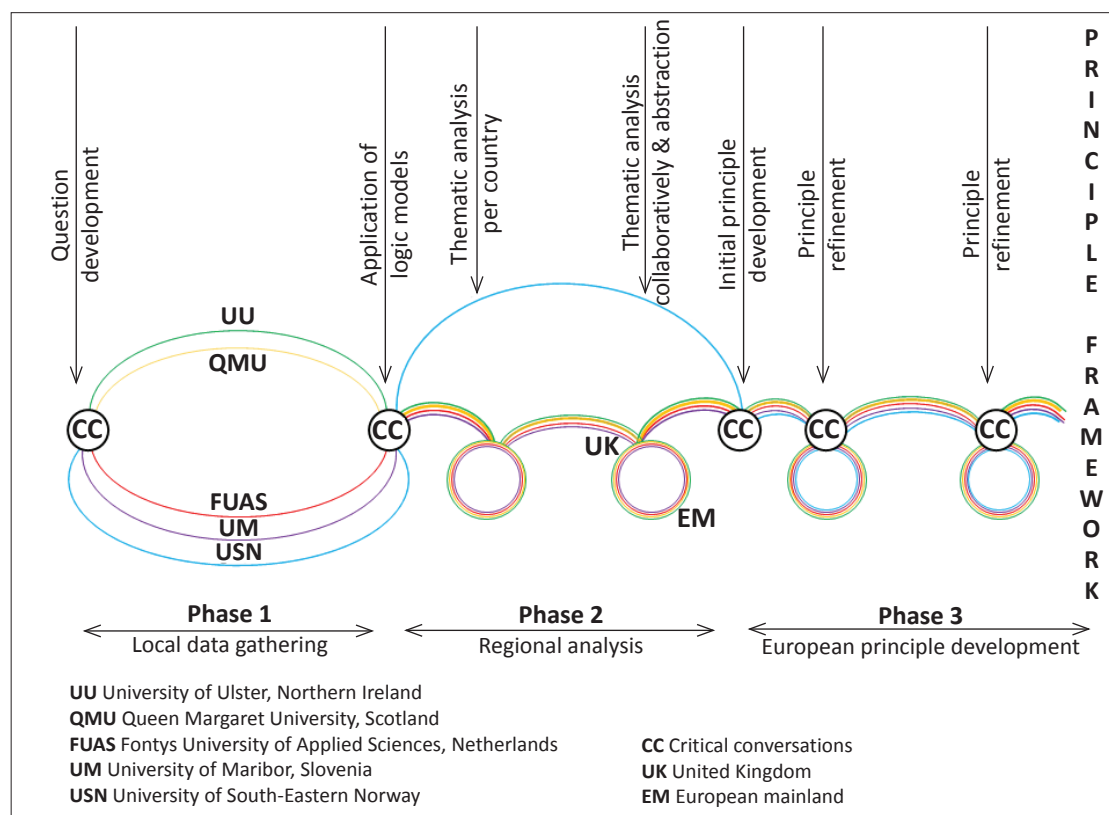 Question
development
Application of
logic models
Thematic analysis
per country
Thematic analysis
collaboratively & abstraction
Initial principle
development
Principle
refinement
Principle
refinement
PRINCIPLE FRAMEWORK
UU
QMU
CC
CC
CC
CC
CC
UK
EM
FUAS
UM
USN
Phase 1
Local data gathering
Phase 2
Regional analysis
Phase 3
European principle development
UU University of Ulster, Northern Ireland
QMU Queen Margaret University, Scotland
FUAS Fontys University of Applied Sciences, Netherlands
UM University of Maribor, Slovenia
USN University of South-Eastern Norway
CC Critical conversations
UK United Kingdom
EM European mainland